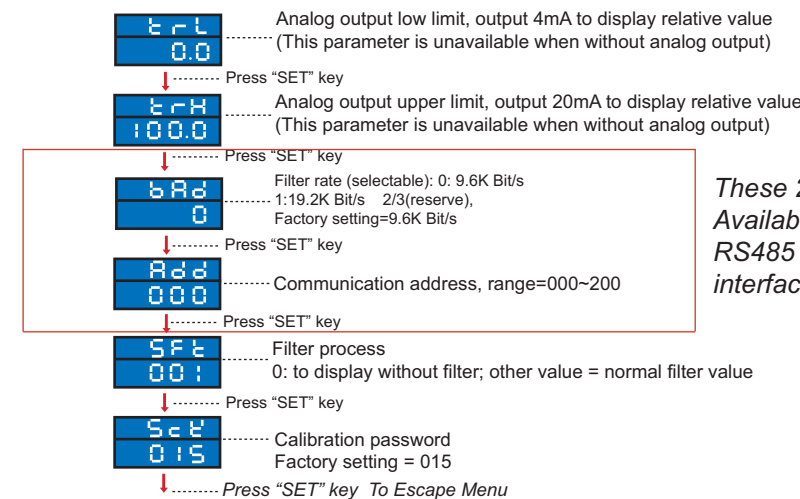 trL
Analog output low limit, output 4mA to display relative value
0.0
(This parameter is unavailable when without analog output)
Press “SET” key
trH
Analog output upper limit, output 20mA to display relative value
100.0
(This parameter is unavailable when without analog output)
Press “SET” key
bAd
Filter rate (selectable): 0: 9.6K Bit/s
0
1:19.2K Bit/s 2/3(reserve),
Factory setting=9.6K Bit/s
These 2
Availab
RS485
interfac
Press “SET” key
Add
000
Communication address, range=000~200
Press “SET” key
SFt
Filter process
001
0: to display without filter; other value = normal filter value
Press “SET” key
Calibration password
015
Factory setting = 015
Press “SET” key To Escape Menu